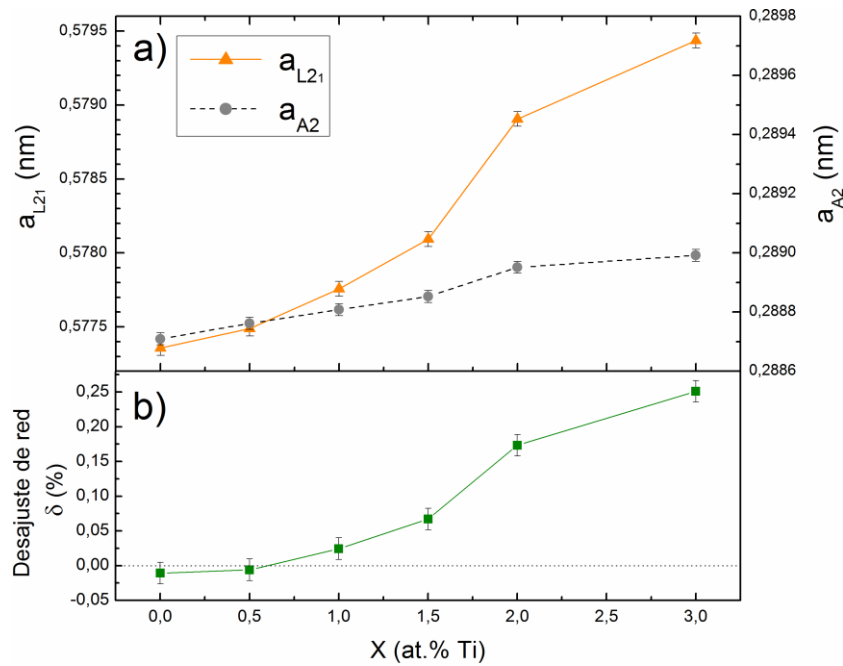 a)
a_L2₁
a_A2
a_L2₁ (nm)
0,5795
0,5790
0,5785
0,5780
0,5775
a_A2 (nm)
0,2898
0,2896
0,2894
0,2892
0,2890
0,2888
0,2886
b)
Desajuste de red
δ (%)
0,25
0,20
0,15
0,10
0,05
0,00
-0,05
0,0 0,5 1,0 1,5 2,0 2,5 3,0
X (at.% Ti)